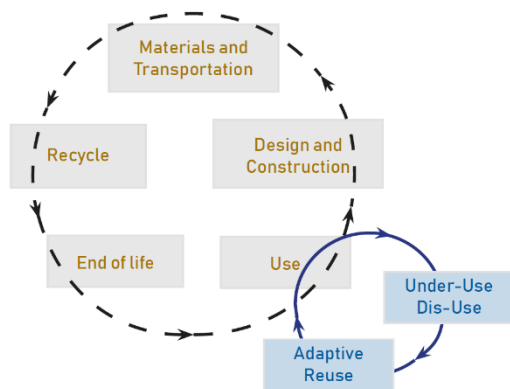 Materials and
Transportation
Recycle
Design and
Construction
End of life
Use
Under-Use
Dis-Use
Adaptive
Reuse